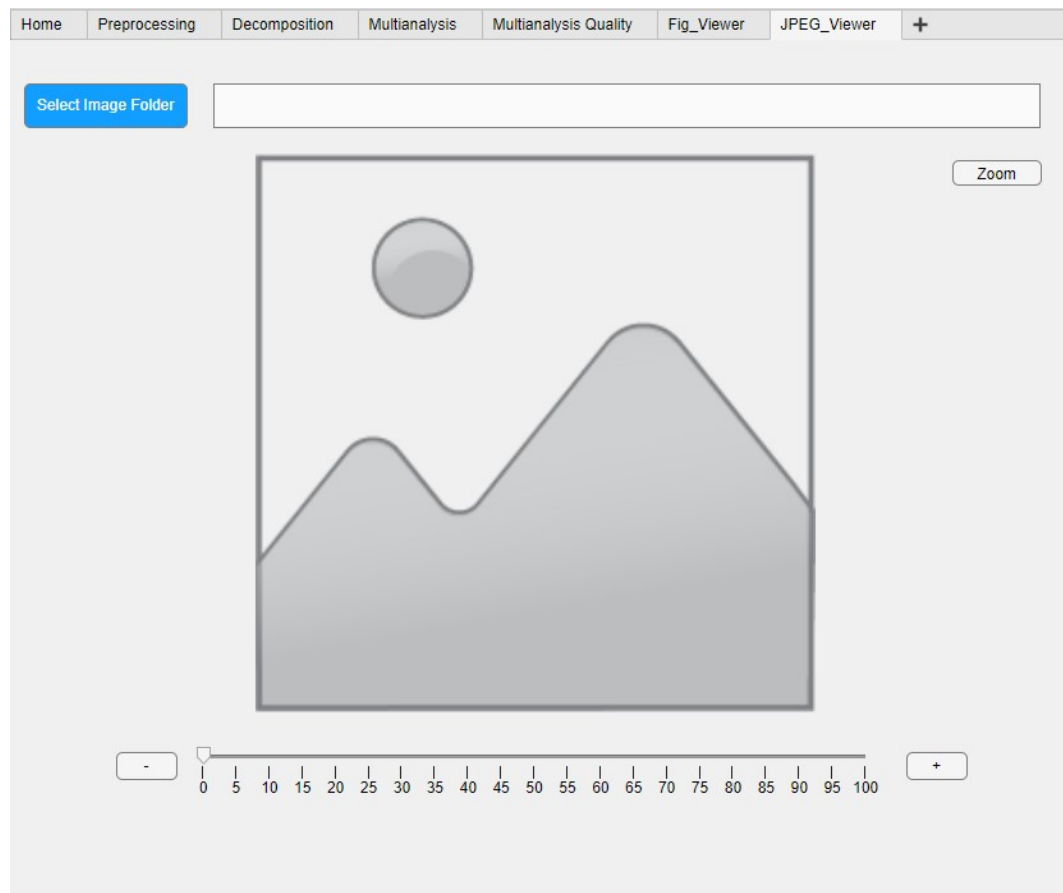 Home Preprocessing Decomposition Multianalysis Multianalysis Quality Fig_Viewer JPEG_Viewer +
Select Image Folder
Zoom
- +
0 5 10 15 20 25 30 35 40 45 50 55 60 65 70 75 80 85 90 95 100